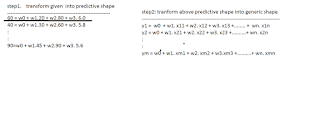 step1. tranform given into predictive shape
60 = w0 + w1.20 + w2.60 + w3. 6.0
40 = w0 + w1.30 + w2.60 + w3. 5.8
:
:
90=w0 + w1.45 + w2.90 + w3. 5.6
step2: tranform above predictive shape into generic shape
y1 = w0 + w1. x11 + w2. x12 + w3. x13 +........ + wn. x1n
y2 = w0 + w1. x21 + w2. x22 + w3. x23 +..........+ wn. x2n
:
:
ym = w0 + w1. xm1 + w2. xm2 + w3.xm3 +..........+ wn. xmn